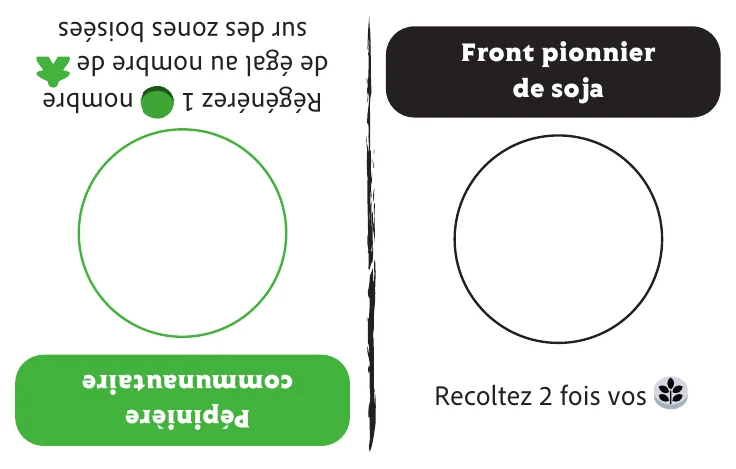 Pépinière
communautaire
Régénérez 1 nombre
de égal au nombre de
sur des zones boisées
Front pionnier
de soja
Recoltez 2 fois vos